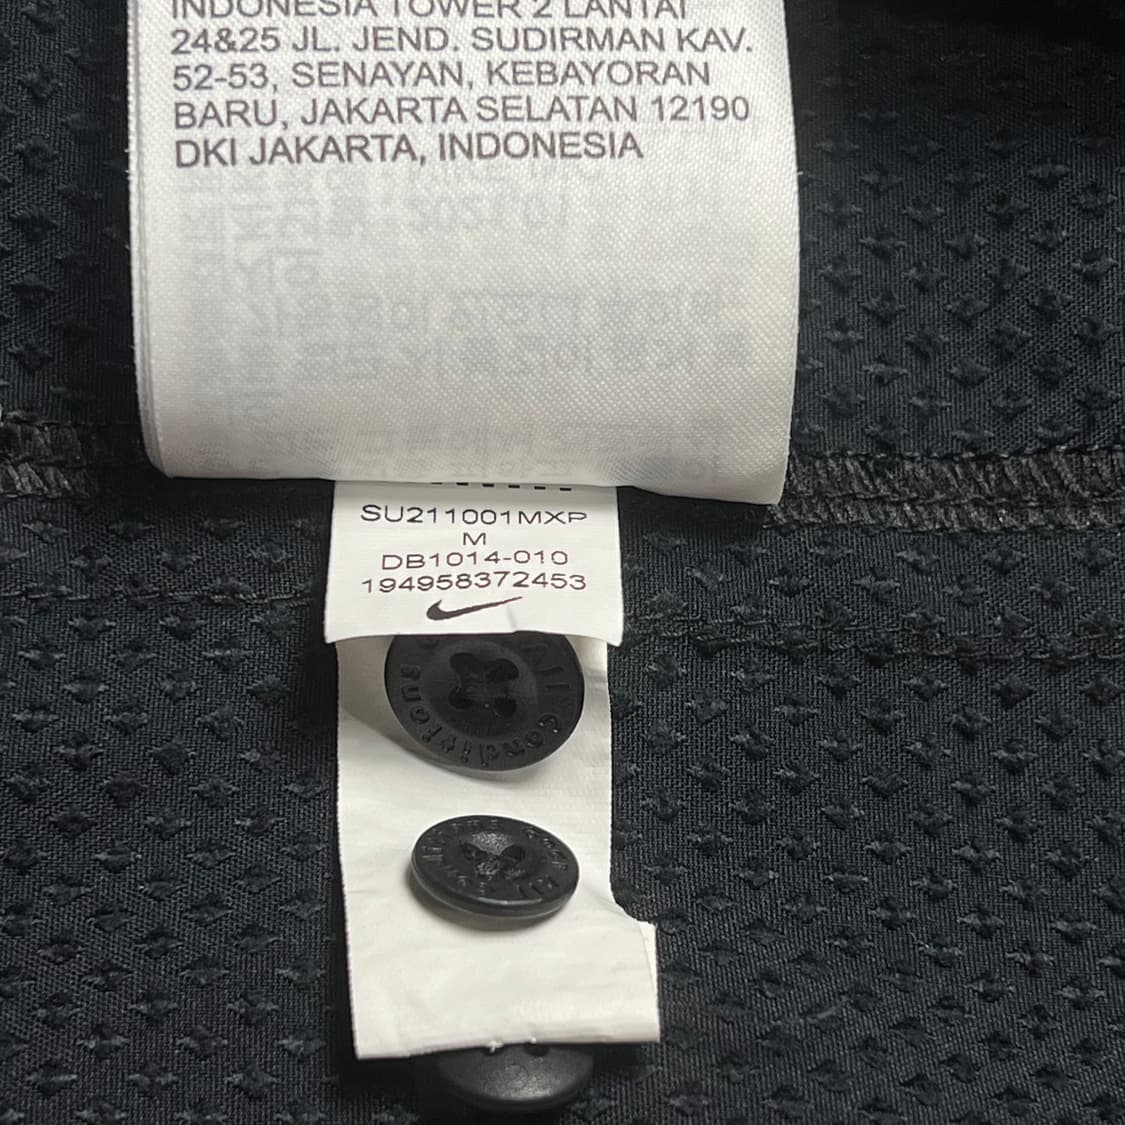 INDONESIA TOWER 2 LANTAI
24&25 JL. JEND. SUDIRMAN KAV.
52-53, SENAYAN, KEBAYORAN
BARU, JAKARTA SELATAN 12190
DKI JAKARTA, INDONESIA
SU211001MXP
M
DB1014-010
194958372453